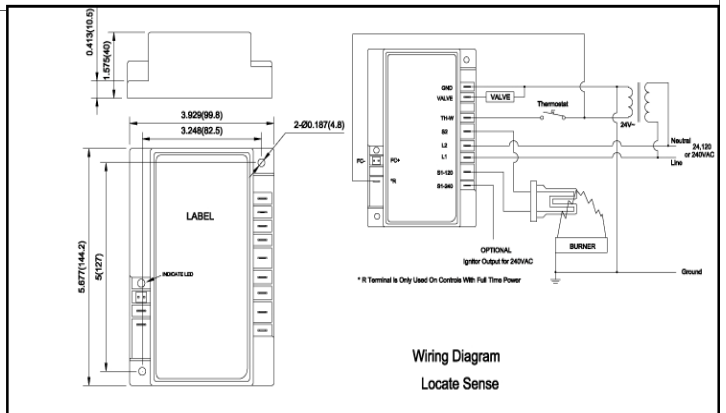 0.413(10.5)
1.575(40)
3.929(99.8)
3.248(82.5)
2-Ø0.187(4.8)
5.677(144.2)
5(127)
LABEL
INDICATE LED
GND
VALVE
VALVE
TH-W
Thermostat
24V~
S2
L2
Neutral
24,120
or 240VAC
L1
Line
FC-
FC+
*R
S1-120
S1-240
OPTIONAL
Ignitor Output for 240VAC
BURNER
Ground
* R Terminal is Only Used On Controls With Full Time Power
Wiring Diagram
Locate Sense